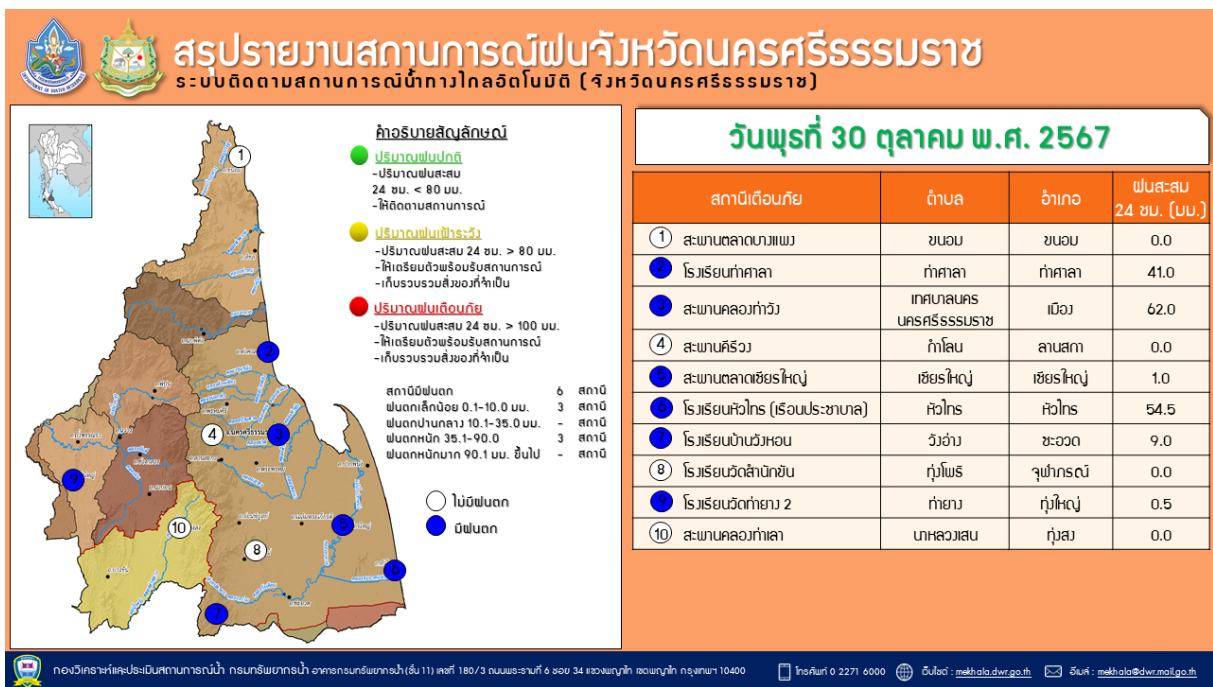 สรุปรายงานสถานการณ์ฝนจังหวัดนครศรีธรรมราช
ระบบติดตามสถานการณ์น้ำทางไกลอัตโนมัติ (จังหวัดนครศรีธรรมราช)
คำอธิบายสัญลักษณ์
ปริมาณฝนปกติ
-ปริมาณฝนสะสม
24 ชม. < 80 มม.
-ให้ติดตามสถานการณ์
ปริมาณฝนเฝ้าระวัง
-ปริมาณฝนสะสม 24 ชม. > 80 มม.
-ให้เตรียมตัวพร้อมรับสถานการณ์
-เก็บรวบรวมสิ่งของที่จำเป็น
ปริมาณฝนเตือนภัย
-ปริมาณฝนสะสม 24 ชม. > 100 มม.
-ให้เตรียมตัวพร้อมรับสถานการณ์
-เก็บรวบรวมสิ่งของที่จำเป็น
สถานีมีฝนตก 6 สถานี
ฝนตกเล็กน้อย 0.1-10.0 มม. 3 สถานี
ฝนตกปานกลาง 10.1-35.0 มม. - สถานี
ฝนตกหนัก 35.1-90.0 3 สถานี
ฝนตกหนักมาก 90.1 มม. ขึ้นไป - สถานี
ไม่มีฝนตก
มีฝนตก
1
2
3
4
5
6
7
8
9
10
วันพุธที่ 30 ตุลาคม พ.ศ. 2567
สถานีเตือนภัย ตำบล อำเภอ ฝนสะสม
24 ชม. (มม.)
1 สะพานตลาดบางแพง ขนอม ขนอม 0.0
2 โรงเรียนท่าศาลา ท่าศาลา ท่าศาลา 41.0
3 สะพานคลองท่าวัง เทศบาลนคร
นครศรีธรรมราช เมือง 62.0
4 สะพานคีรีวง กำโลน ลานสกา 0.0
5 สะพานตลาดเชียรใหญ่ เชียรใหญ่ เชียรใหญ่ 1.0
6 โรงเรียนหัวไทร (เรือนประชาบาล) หัวไทร หัวไทร 54.5
7 โรงเรียนบ้านวังหอน วังอ่าง ชะอวด 9.0
8 โรงเรียนวัดสำนักขัน ทุ่งโพธิ จุฬาภรณ์ 0.0
9 โรงเรียนวัดท่ายาง 2 ท่ายาง ทุ่งใหญ่ 0.5
10 สะพานคลองท่าเลา นาหลวงเสน ทุ่งสง 0.0
กองวิเคราะห์และประเมินสถานการณ์น้ำ กรมทรัพยากรน้ำ อาคารกรมทรัพยากรน้ำ (ชั้น 11) เลขที่ 180/3 ถนนพระรามที่ 6 ซอย 34 แขวงพญาไท เขตพญาไท กรุงเทพฯ 10400 โทรศัพท์ 0 2271 6000 เว็บไซต์ : mekhala.dwr.go.th อีเมล์ : mekhala@dwr.mail.go.th